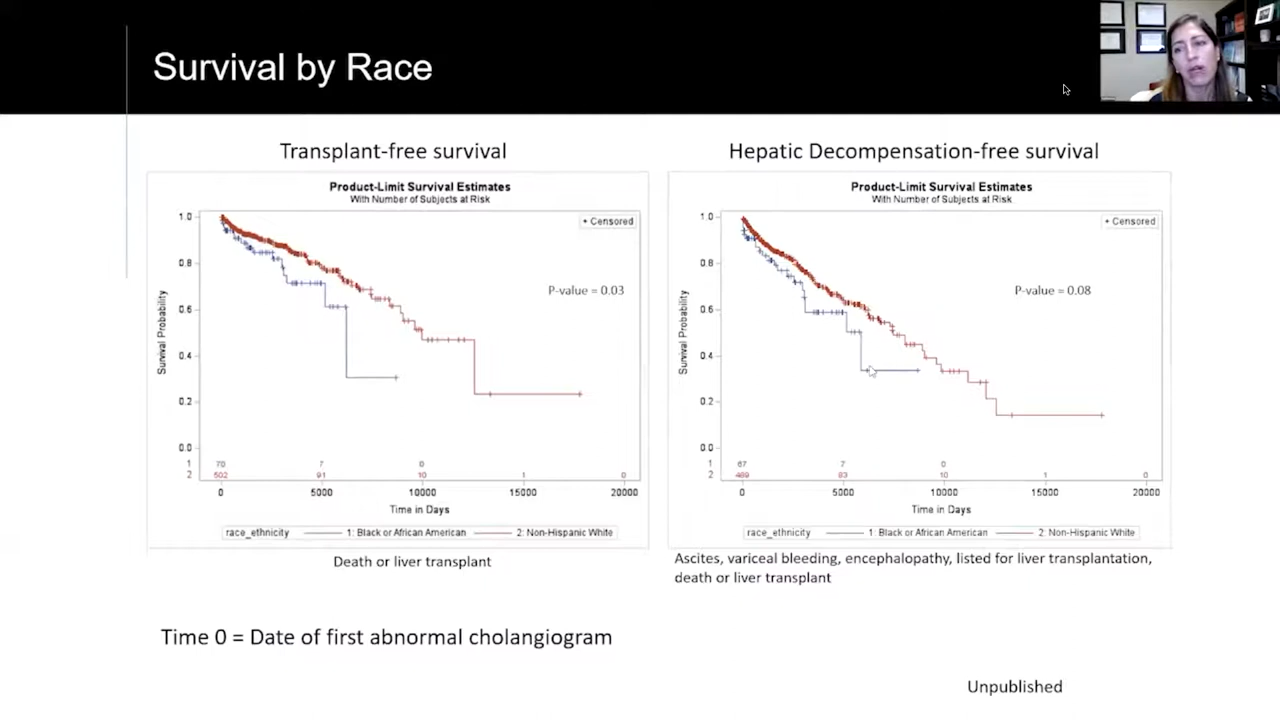 Survival by Race
Transplant-free survival
Product-Limit Survival Estimates
With Number of Subjects at Risk
+ Censored
P-value = 0.03
Survival Probability
1.0
0.8
0.6
0.4
0.2
0.0
1 70 7 0
2 502 91 10 1 0
0 5000 10000 15000 20000
Time in Days
race_ethnicity 1: Black or African American 2: Non-Hispanic White
Death or liver transplant
Hepatic Decompensation-free survival
Product-Limit Survival Estimates
With Number of Subjects at Risk
+ Censored
P-value = 0.08
Survival Probability
1.0
0.8
0.6
0.4
0.2
0.0
1 67 7 0
2 489 83 10 1 0
0 5000 10000 15000 20000
Time in Days
race_ethnicity 1: Black or African American 2: Non-Hispanic White
Ascites, variceal bleeding, encephalopathy, listed for liver transplantation,
death or liver transplant
Time 0 = Date of first abnormal cholangiogram
Unpublished